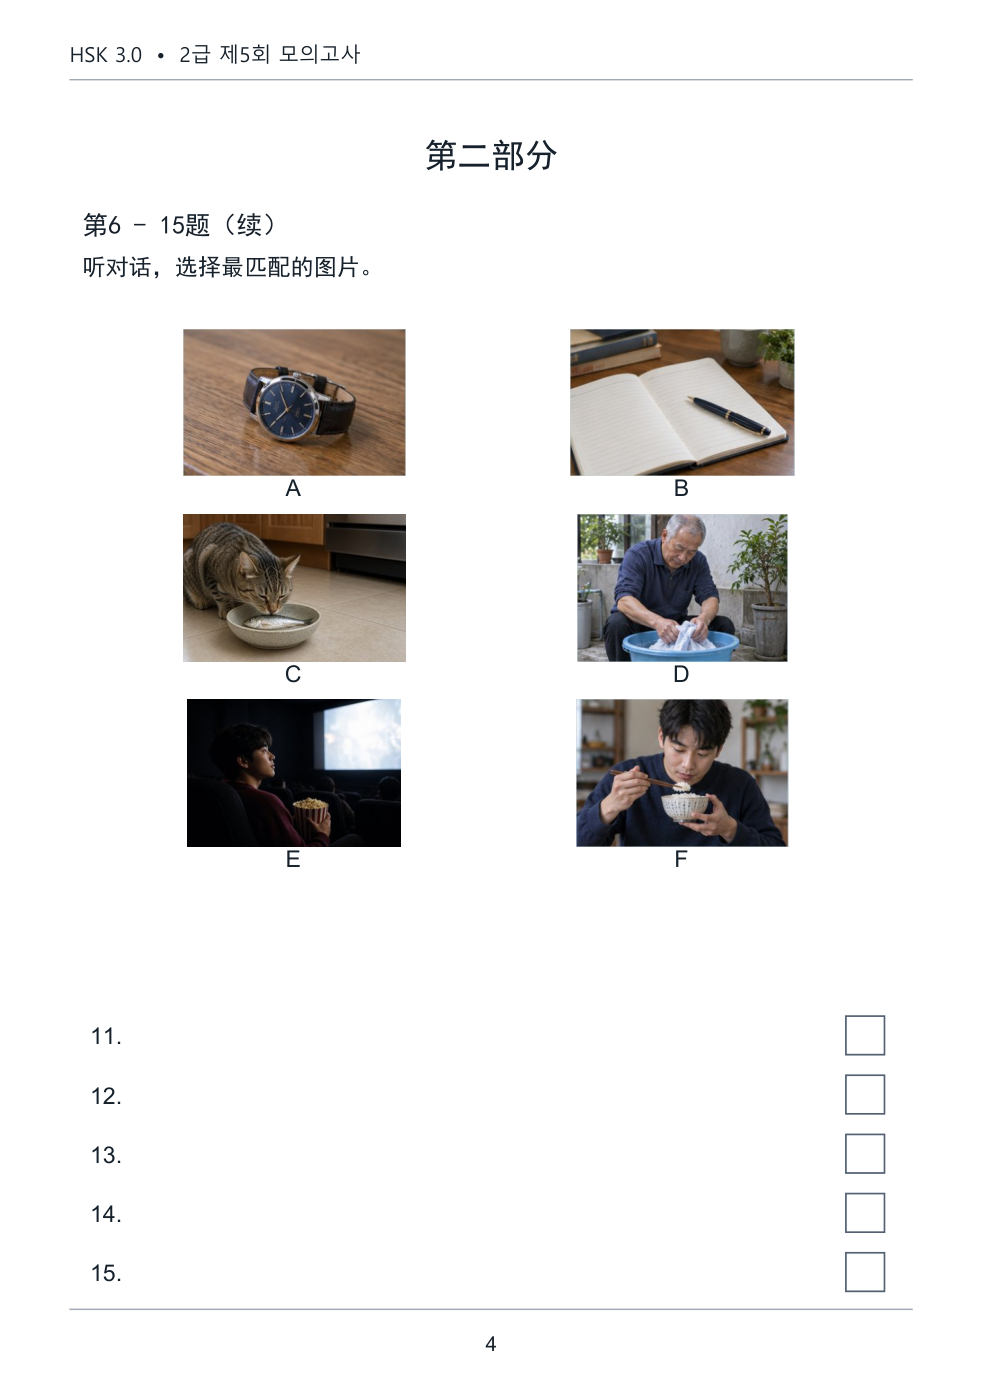 HSK 3.0 • 2급 제5회 모의고사
第二部分
第6 - 15题（续）
听对话，选择最匹配的图片。
A
B
C
D
E
F
11.
12.
13.
14.
15.
4